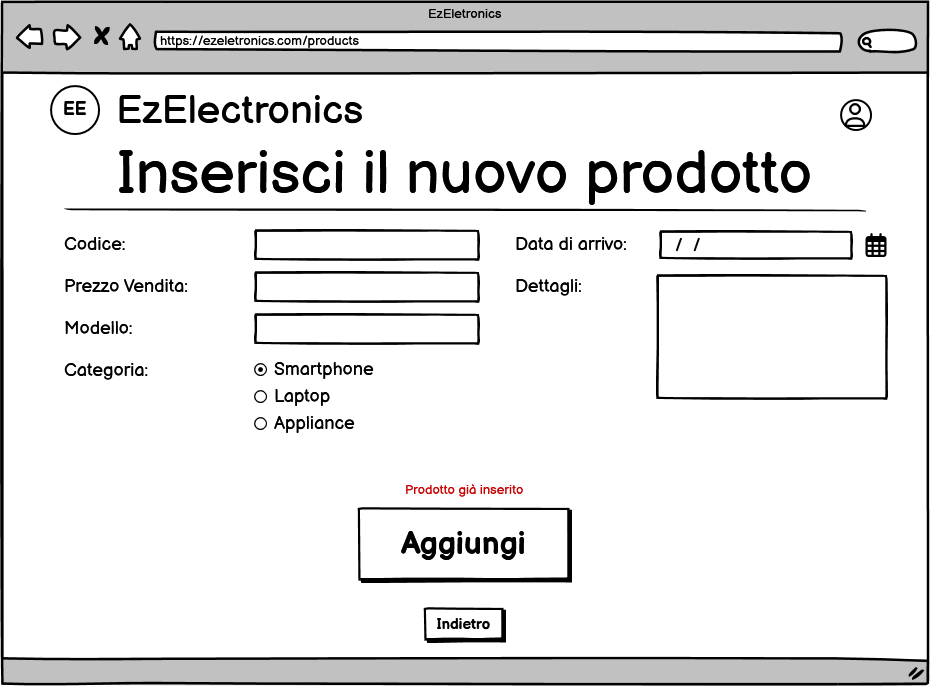 EzEletronics
https://ezeletronics.com/products
EE
EzElectronics
Inserisci il nuovo prodotto
Codice:
Data di arrivo:
/ /
Prezzo Vendita:
Dettagli:
Modello:
Categoria:
Smartphone
Laptop
Appliance
Prodotto già inserito
Aggiungi
Indietro